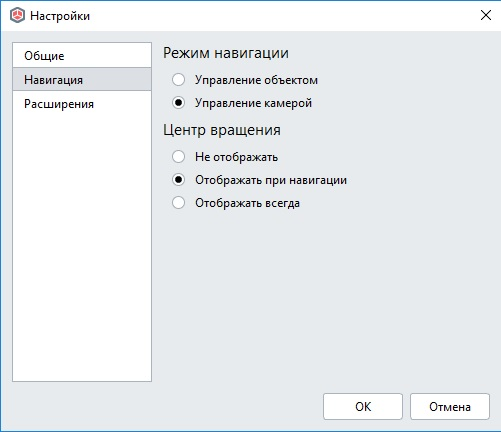 Настройки
Общие
Навигация
Расширения
Режим навигации
Управление объектом
Управление камерой
Центр вращения
Не отображать
Отображать при навигации
Отображать всегда
ОК
Отмена